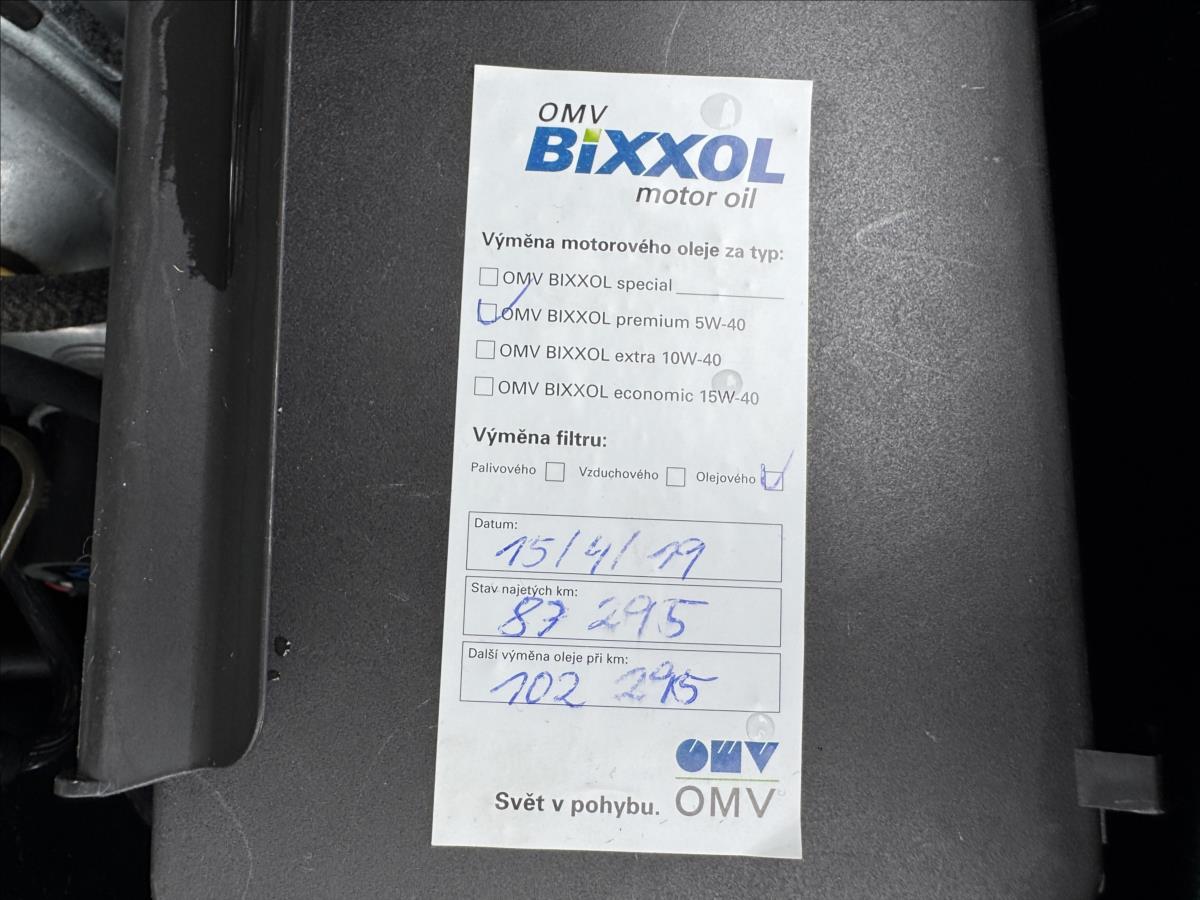 OMV
BiXXOL
motor oil
Výměna motorového oleje za typ:
OMV BIXXOL special
OMV BIXXOL premium 5W-40
OMV BIXXOL extra 10W-40
OMV BIXXOL economic 15W-40
Výměna filtru:
Palivového Vzduchového Olejového
Datum:
15/4/19
Stav najetých km:
87 295
Další výměna oleje při km:
102 295
OMV
Svět v pohybu. OMV